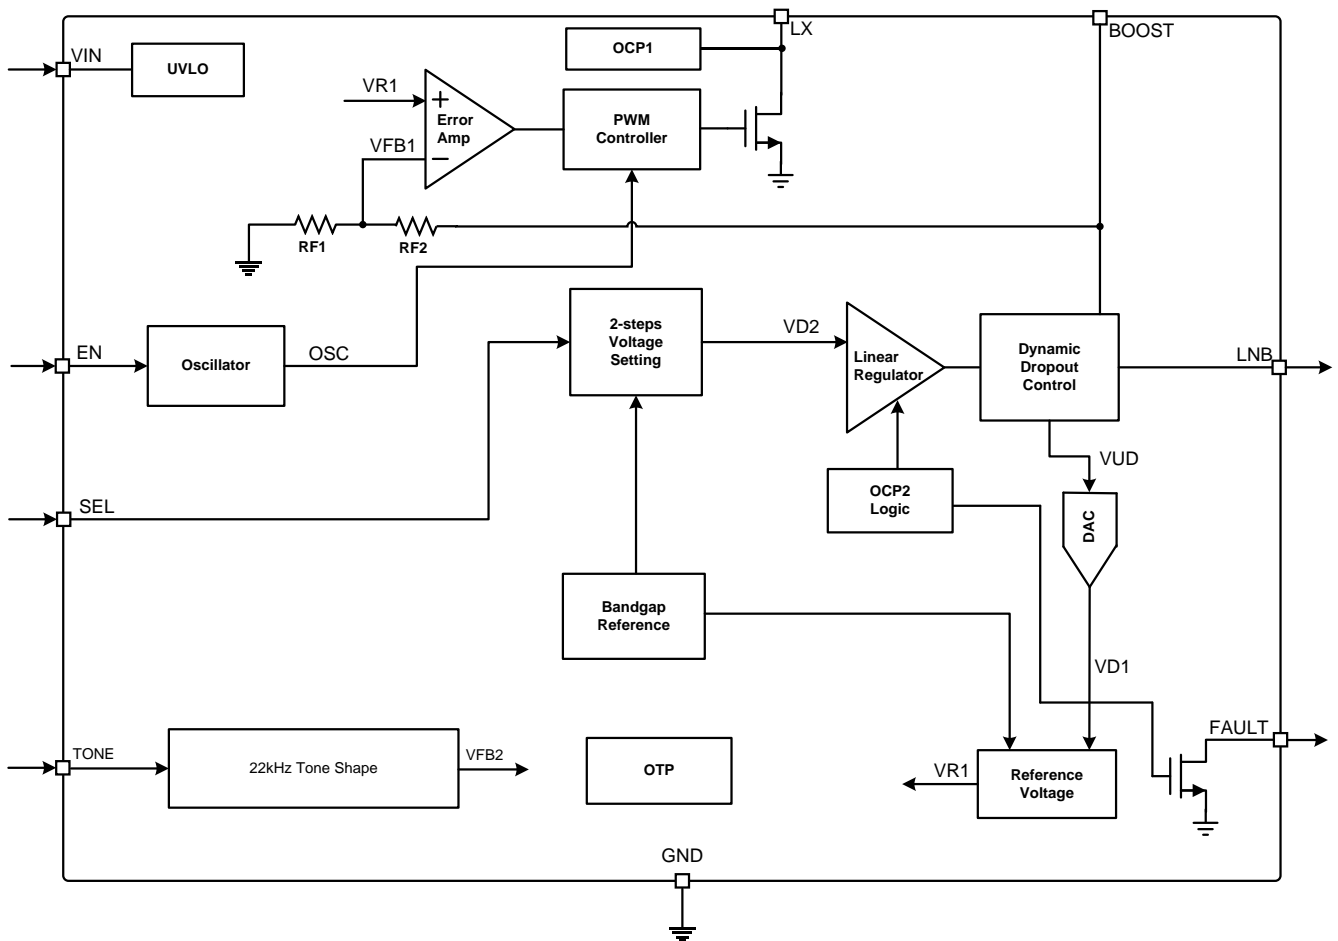 LX
BOOST
VIN
UVLO
OCP1
VR1
+
Error
Amp
−
VFB1
PWM
Controller
RF1
RF2
EN
Oscillator
OSC
2-steps
Voltage
Setting
VD2
Linear
Regulator
Dynamic
Dropout
Control
LNB
VUD
DAC
SEL
OCP2
Logic
Bandgap
Reference
VD1
FAULT
TONE
22kHz Tone Shape
VFB2
OTP
VR1
Reference
Voltage
GND